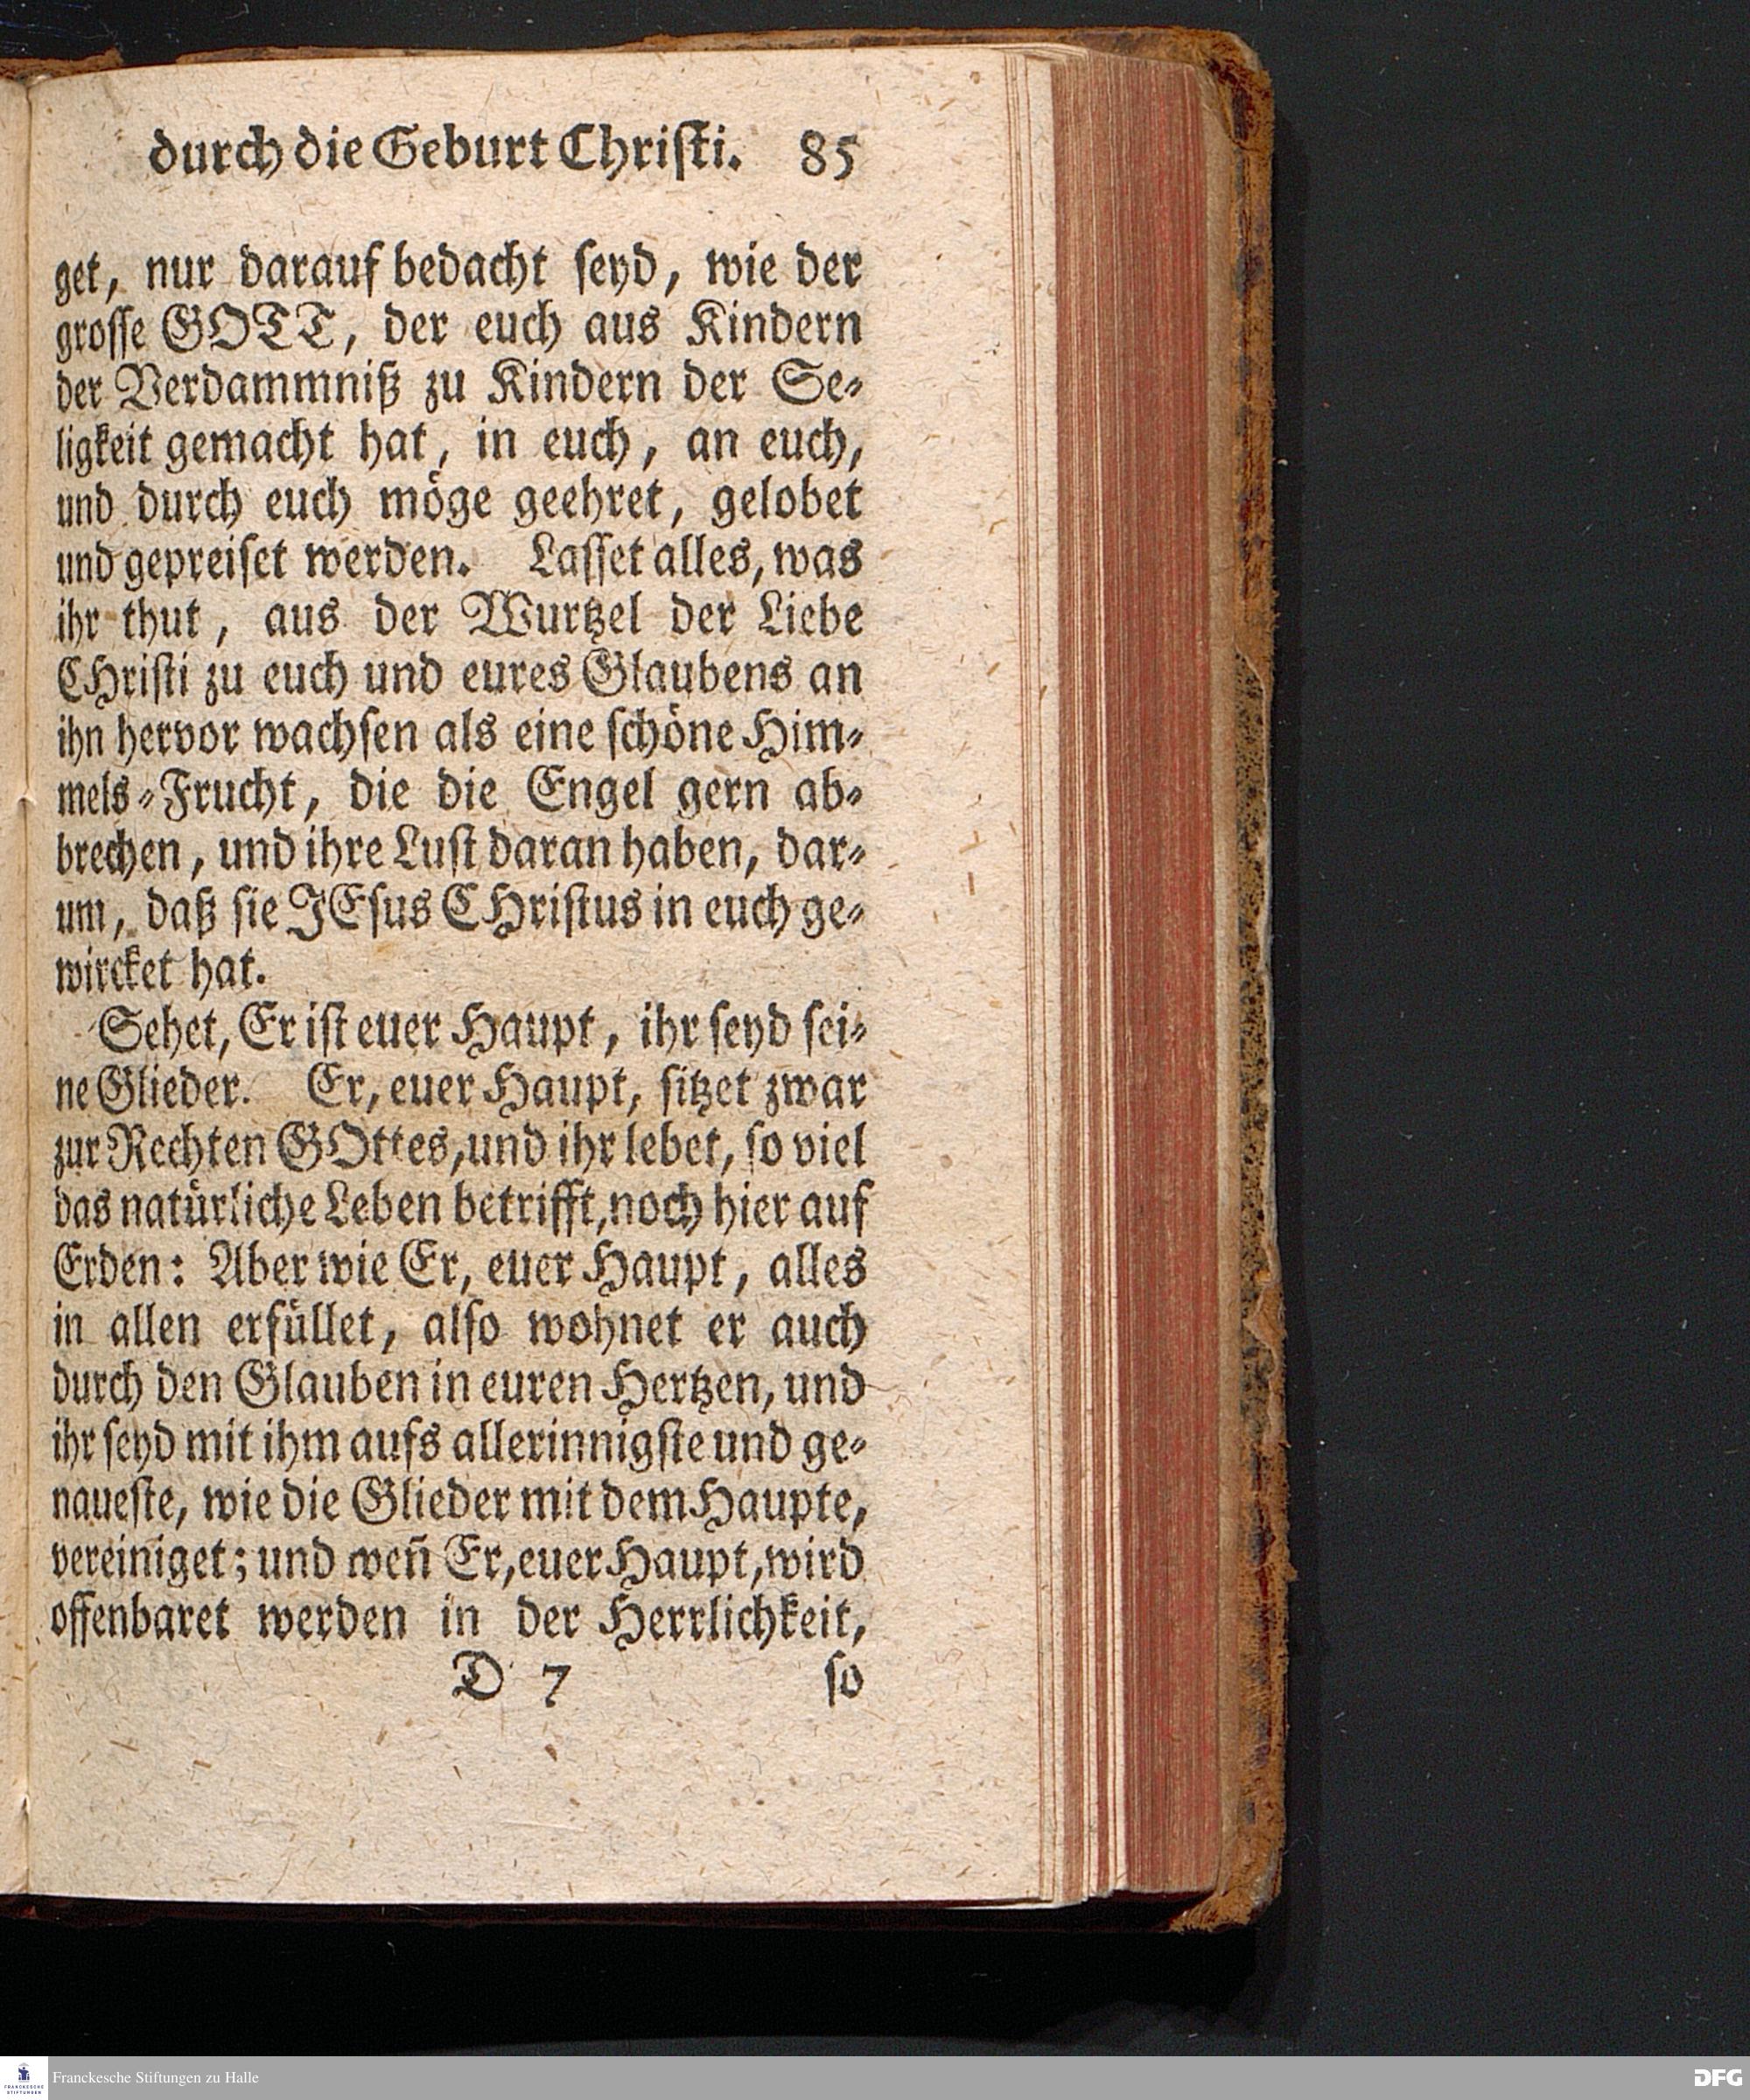 durch die Geburt Christi. 85
get, nur darauf bedacht seyd, wie der
grosse GOTT, der euch aus Kindern
der Verdammniß zu Kindern der Se-
ligkeit gemacht hat, in euch, an euch,
und durch euch möge geehret, gelobet
und gepreiset werden. Lasset alles, was
ihr thut, aus der Wurtzel der Liebe
CHristi zu euch und eures Glaubens an
ihn hervor wachsen als eine schöne Him-
mels-Frucht, die die Engel gern ab-
brechen, und ihre Lust daran haben, dar-
um, daß sie JEsus CHristus in euch ge-
wircket hat.
Sehet, Er ist euer Haupt, ihr seyd sei-
ne Glieder. Er, euer Haupt, sitzet zwar
zur Rechten GOttes, und ihr lebet, so viel
das natürliche Leben betrifft, noch hier auf
Erden: Aber wie Er, euer Haupt, alles
in allen erfüllet, also wohnet er auch
durch den Glauben in euren Hertzen, und
ihr seyd mit ihm aufs allerinnigste und ge-
naueste, wie die Glieder mit dem Haupte,
vereiniget; und weñ Er, euer Haupt, wird
offenbaret werden in der Herrlichkeit,
D 7 so
FRANCKESCHE STIFTUNGEN
Franckesche Stiftungen zu Halle
DFG